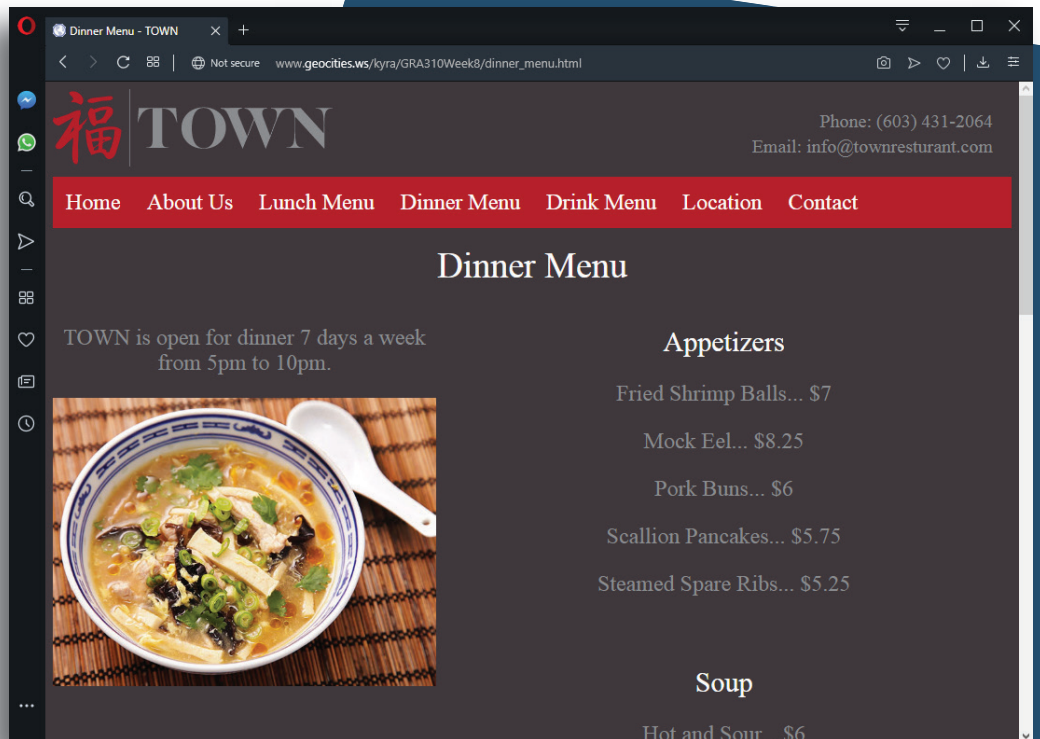 Dinner Menu - TOWN
Not secure www.geocities.ws/kyra/GRA310Week8/dinner_menu.html
福 TOWN
Phone: (603) 431-2064
Email: info@townresturant.com
Home About Us Lunch Menu Dinner Menu Drink Menu Location Contact
Dinner Menu
TOWN is open for dinner 7 days a week
from 5pm to 10pm.
Appetizers
Fried Shrimp Balls... $7
Mock Eel... $8.25
Pork Buns... $6
Scallion Pancakes... $5.75
Steamed Spare Ribs... $5.25
Soup
Hot and Sour... $6